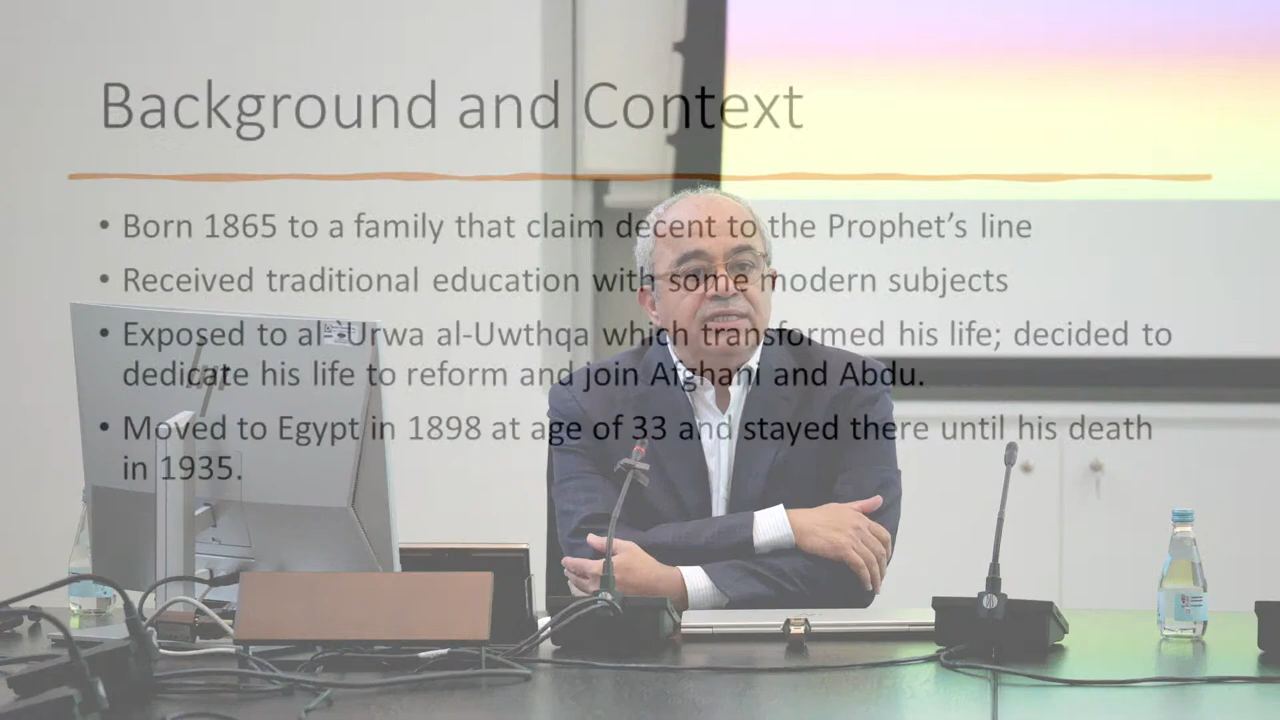 Background and Context
• Born 1865 to a family that claim decent to the Prophet’s line
• Received traditional education with some modern subjects
• Exposed to al-‘Urwa al-Uwthqa which transformed his life; decided to
dedicate his life to reform and join Afghani and Abdu.
• Moved to Egypt in 1898 at age of 33 and stayed there until his death
in 1935.